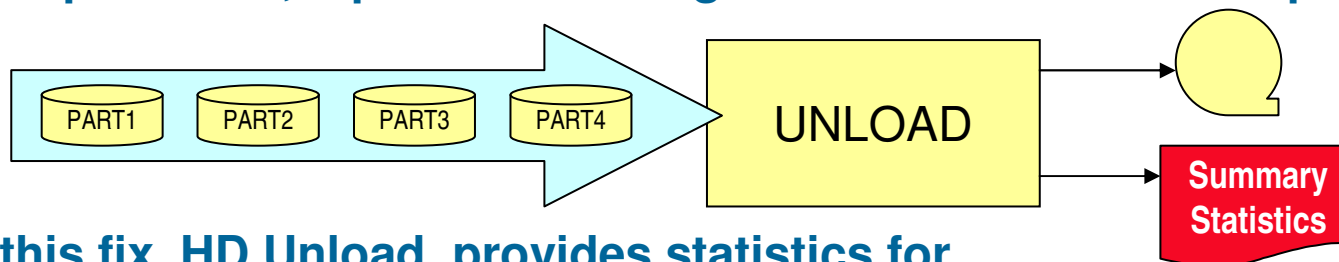 PART1 PART2 PART3 PART4
UNLOAD
Summary
Statistics
this fix HD Unload provides statistics for